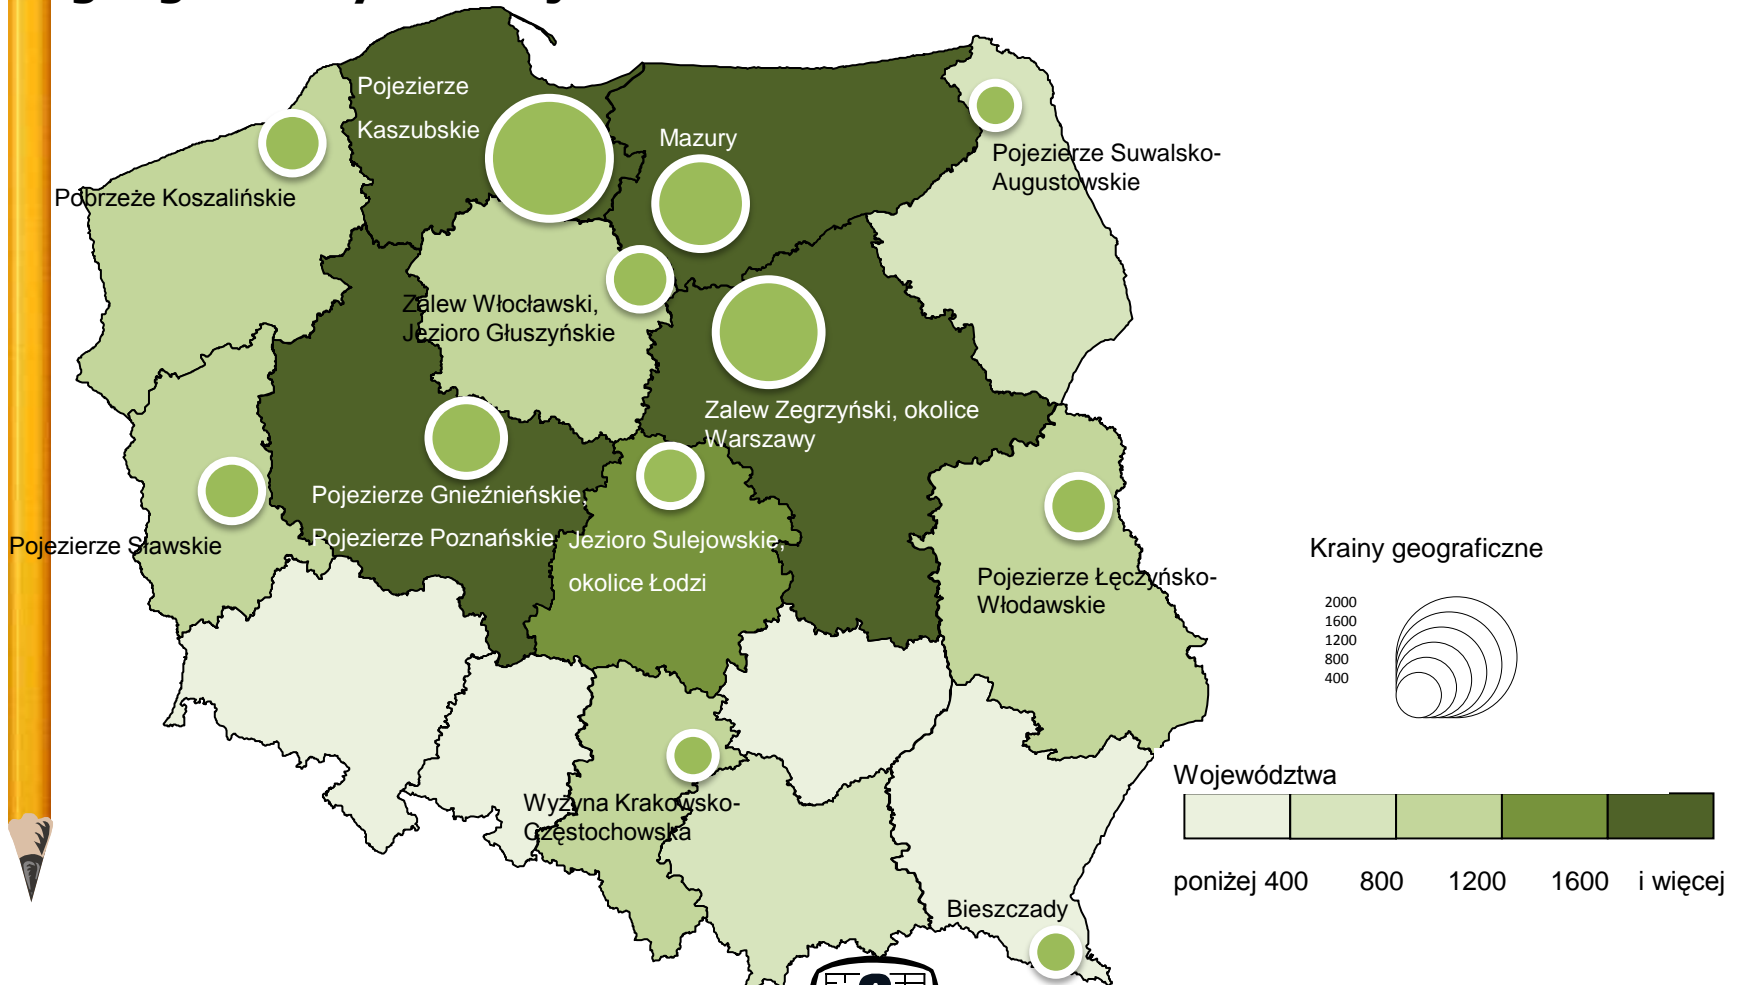 Pojezierze
Kaszubskie
Mazury
Pojezierze Suwalsko-
Augustowskie
Pobrzeże Koszalińskie
Zalew Włocławski,
Jezioro Głuszyńskie
Zalew Zegrzyński, okolice
Warszawy
Pojezierze Gnieźnieńskie,
Pojezierze Poznańskie
Jezioro Sulejowskie,
okolice Łodzi
Pojezierze Sławskie
Pojezierze Łęczyńsko-
Włodawskie
Wyżyna Krakowsko-
Częstochowska
Bieszczady
Krainy geograficzne
2000
1600
1200
800
400
Województwa
poniżej 400 800 1200 1600 i więcej